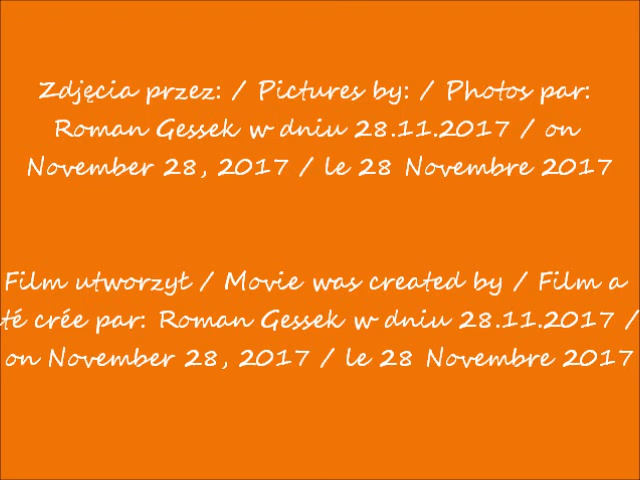 Zdjęcia przez: / Pictures by: / Photos par:
Roman Gessek w dniu 28.11.2017 / on
November 28, 2017 / le 28 Novembre 2017
Film utworzył / Movie was created by / Film a
té crée par: Roman Gessek w dniu 28.11.2017 /
on November 28, 2017 / le 28 Novembre 2017